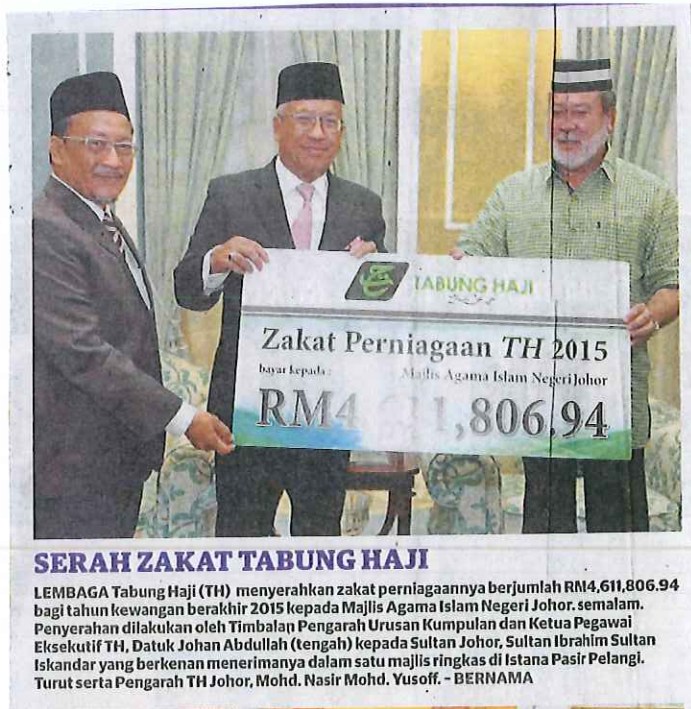 TABUNG HAJI
Zakat Perniagaan TH 2015
bayar kepada :
Majlis Agama Islam Negeri Johor
RM4,611,806.94
SERAH ZAKAT TABUNG HAJI
LEMBAGA Tabung Haji (TH) menyerahkan zakat perniagaannya berjumlah RM4,611,806.94
bagi tahun kewangan berakhir 2015 kepada Majlis Agama Islam Negeri Johor. semalam.
Penyerahan dilakukan oleh Timbalan Pengarah Urusan Kumpulan dan Ketua Pegawai
Eksekutif TH, Datuk Johan Abdullah (tengah) kepada Sultan Johor, Sultan Ibrahim Sultan
Iskandar yang berkenan menerimanya dalam satu majlis ringkas di Istana Pasir Pelangi.
Turut serta Pengarah TH Johor, Mohd. Nasir Mohd. Yusoff. - BERNAMA